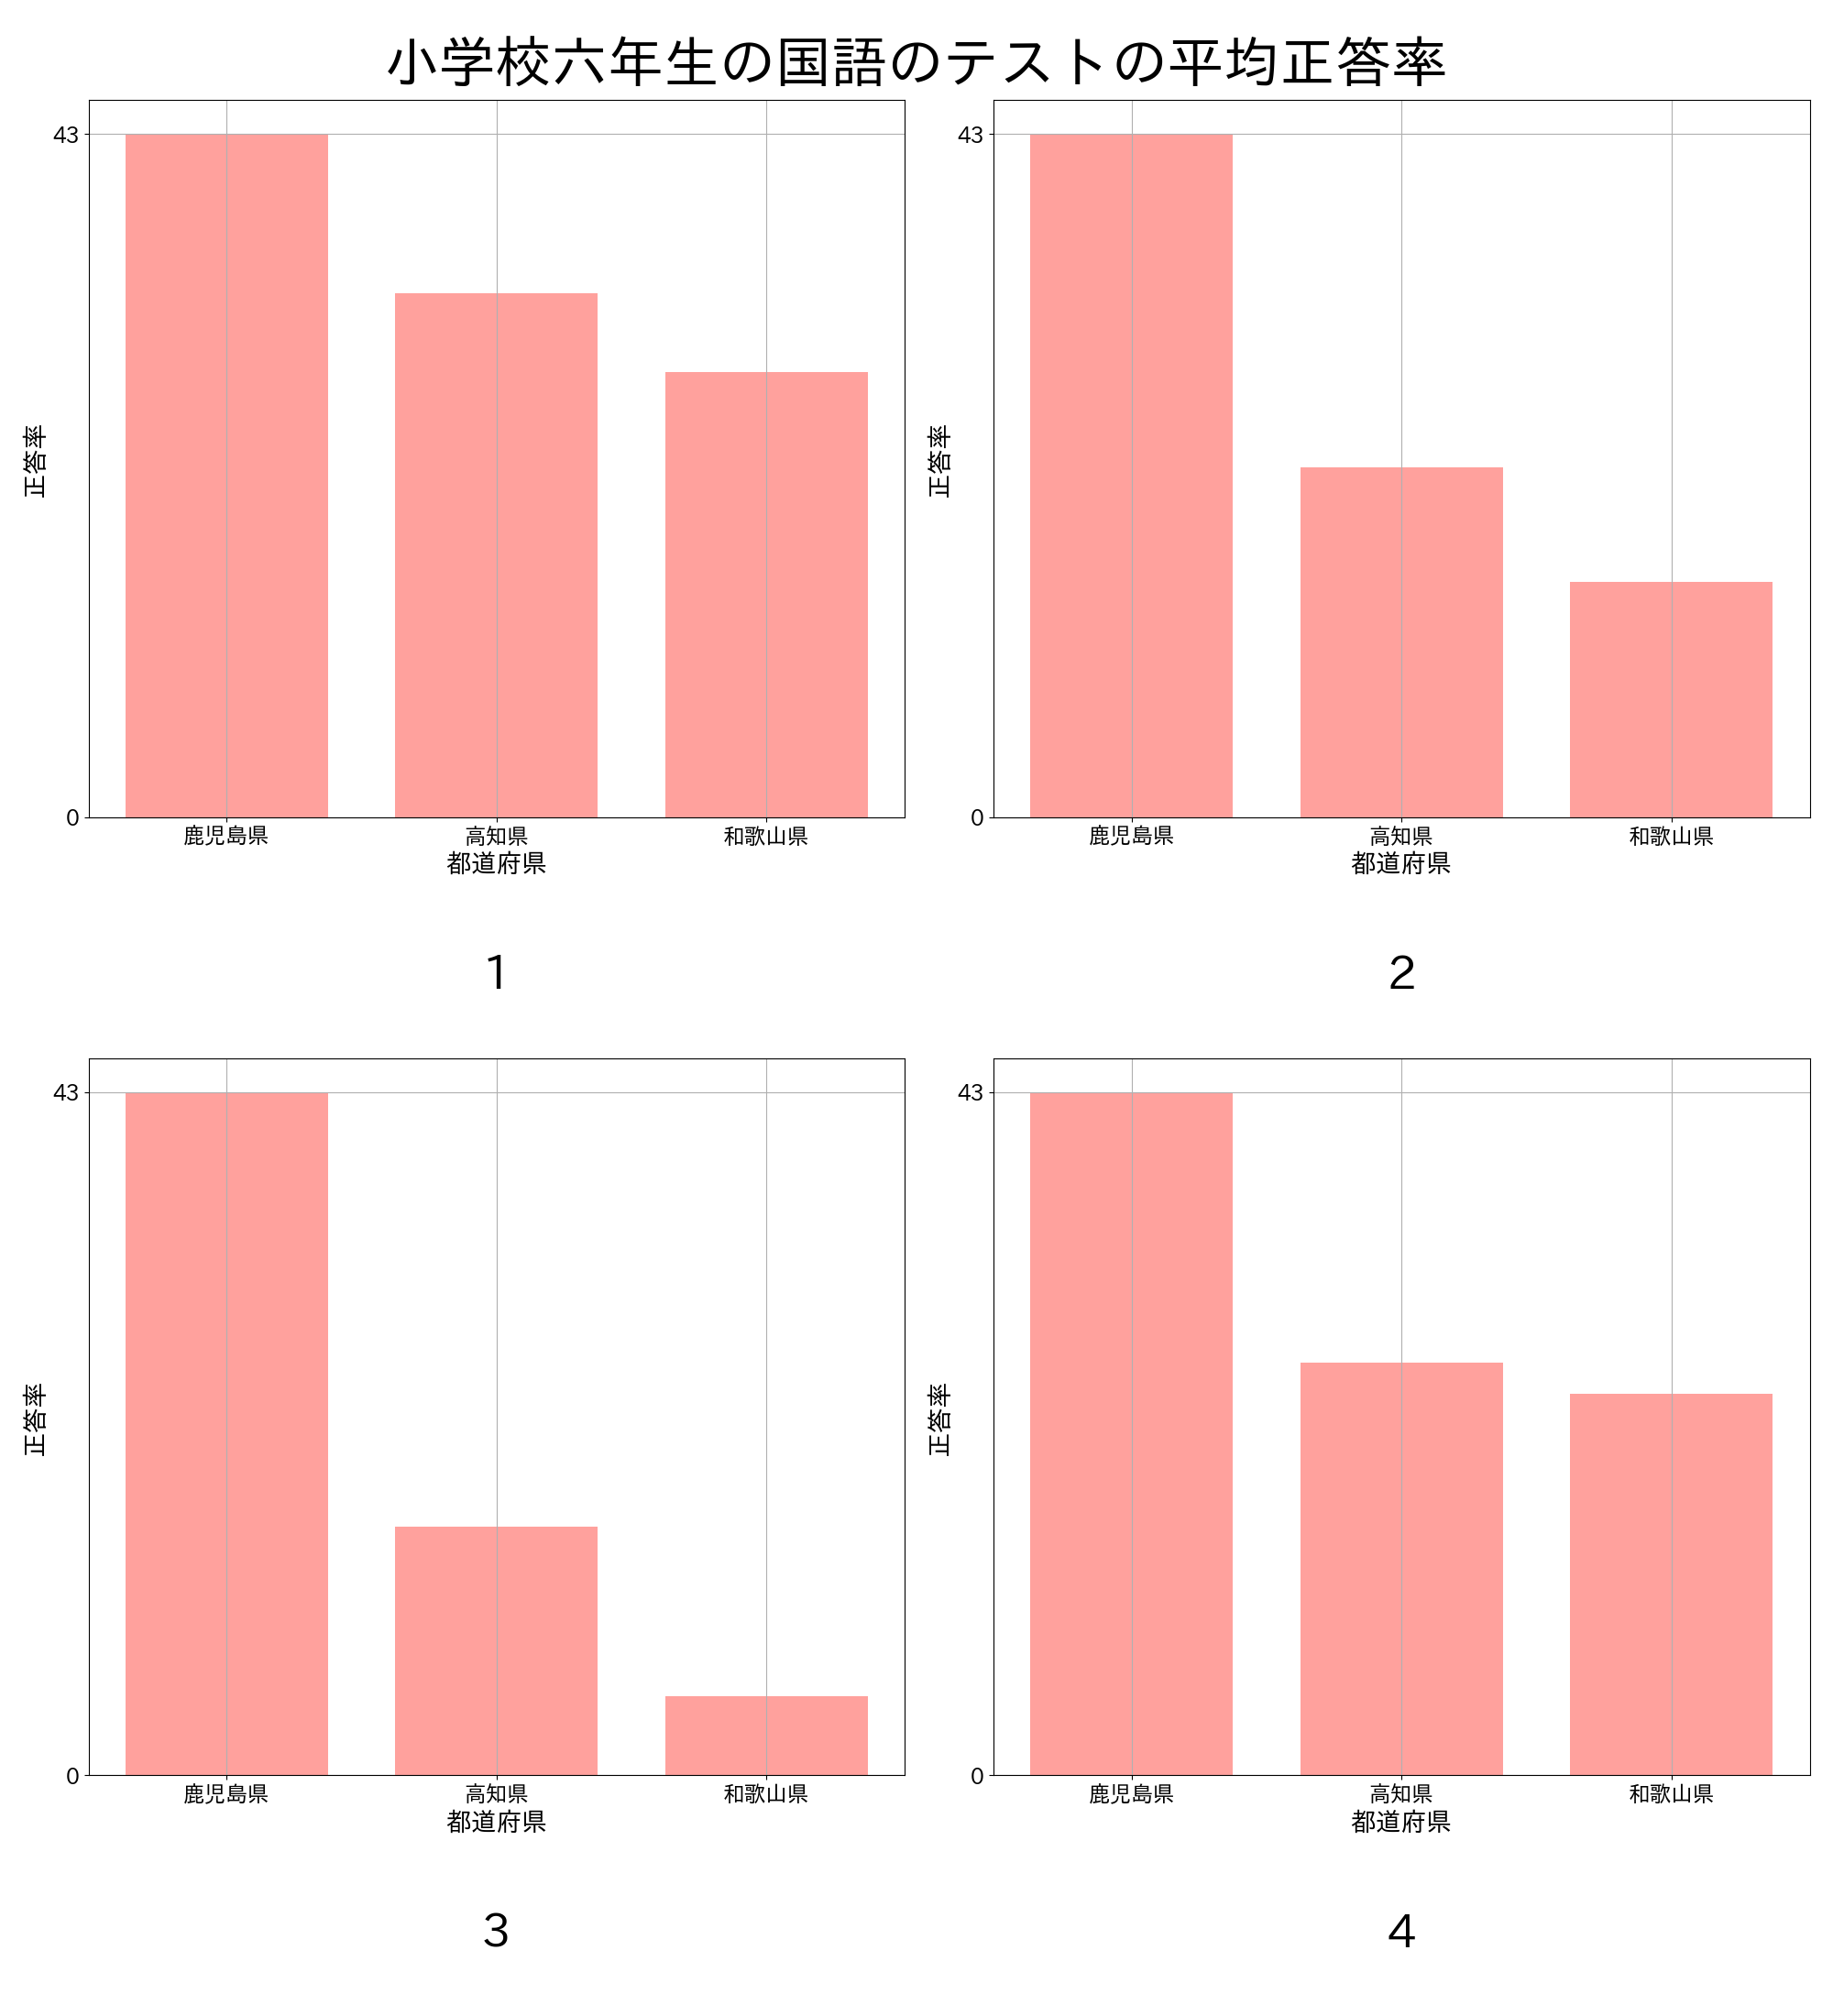 小学校六年生の国語のテストの平均正答率
43
正答率
0
鹿児島県 高知県 和歌山県
都道府県
1
43
正答率
0
鹿児島県 高知県 和歌山県
都道府県
2
43
正答率
0
鹿児島県 高知県 和歌山県
都道府県
3
43
正答率
0
鹿児島県 高知県 和歌山県
都道府県
4